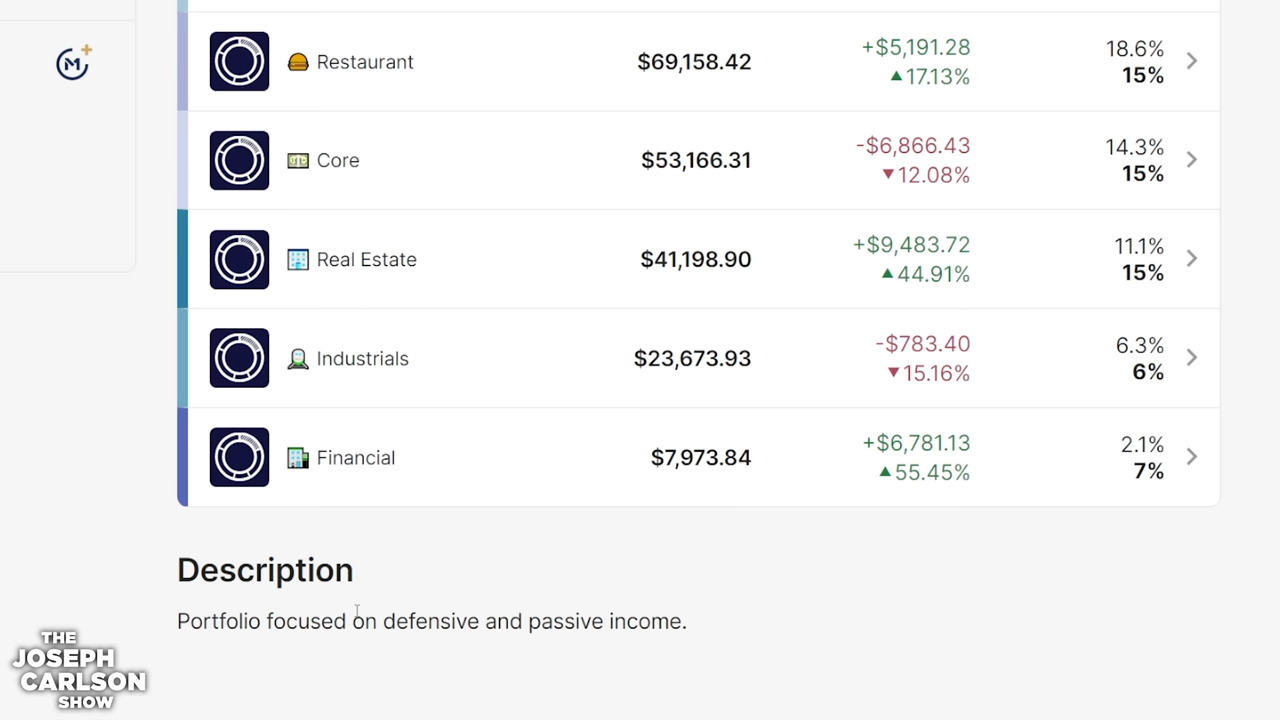 M+
Restaurant $69,158.42 +$5,191.28 18.6%
▲17.13% 15%
Core $53,166.31 -$6,866.43 14.3%
▼12.08% 15%
Real Estate $41,198.90 +$9,483.72 11.1%
▲44.91% 15%
Industrials $23,673.93 -$783.40 6.3%
▼15.16% 6%
Financial $7,973.84 +$6,781.13 2.1%
▲55.45% 7%
Description
Portfolio focused on defensive and passive income.
THE
JOSEPH
CARLSON
SHOW